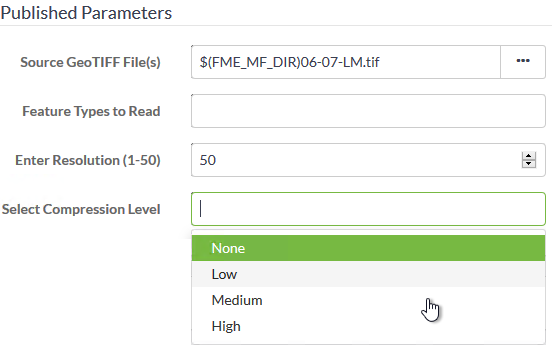 Published Parameters
Source GeoTIFF File(s) $(FME_MF_DIR)06-07-LM.tif ...
Feature Types to Read
Enter Resolution (1-50) 50
Select Compression Level
None
Low
Medium
High